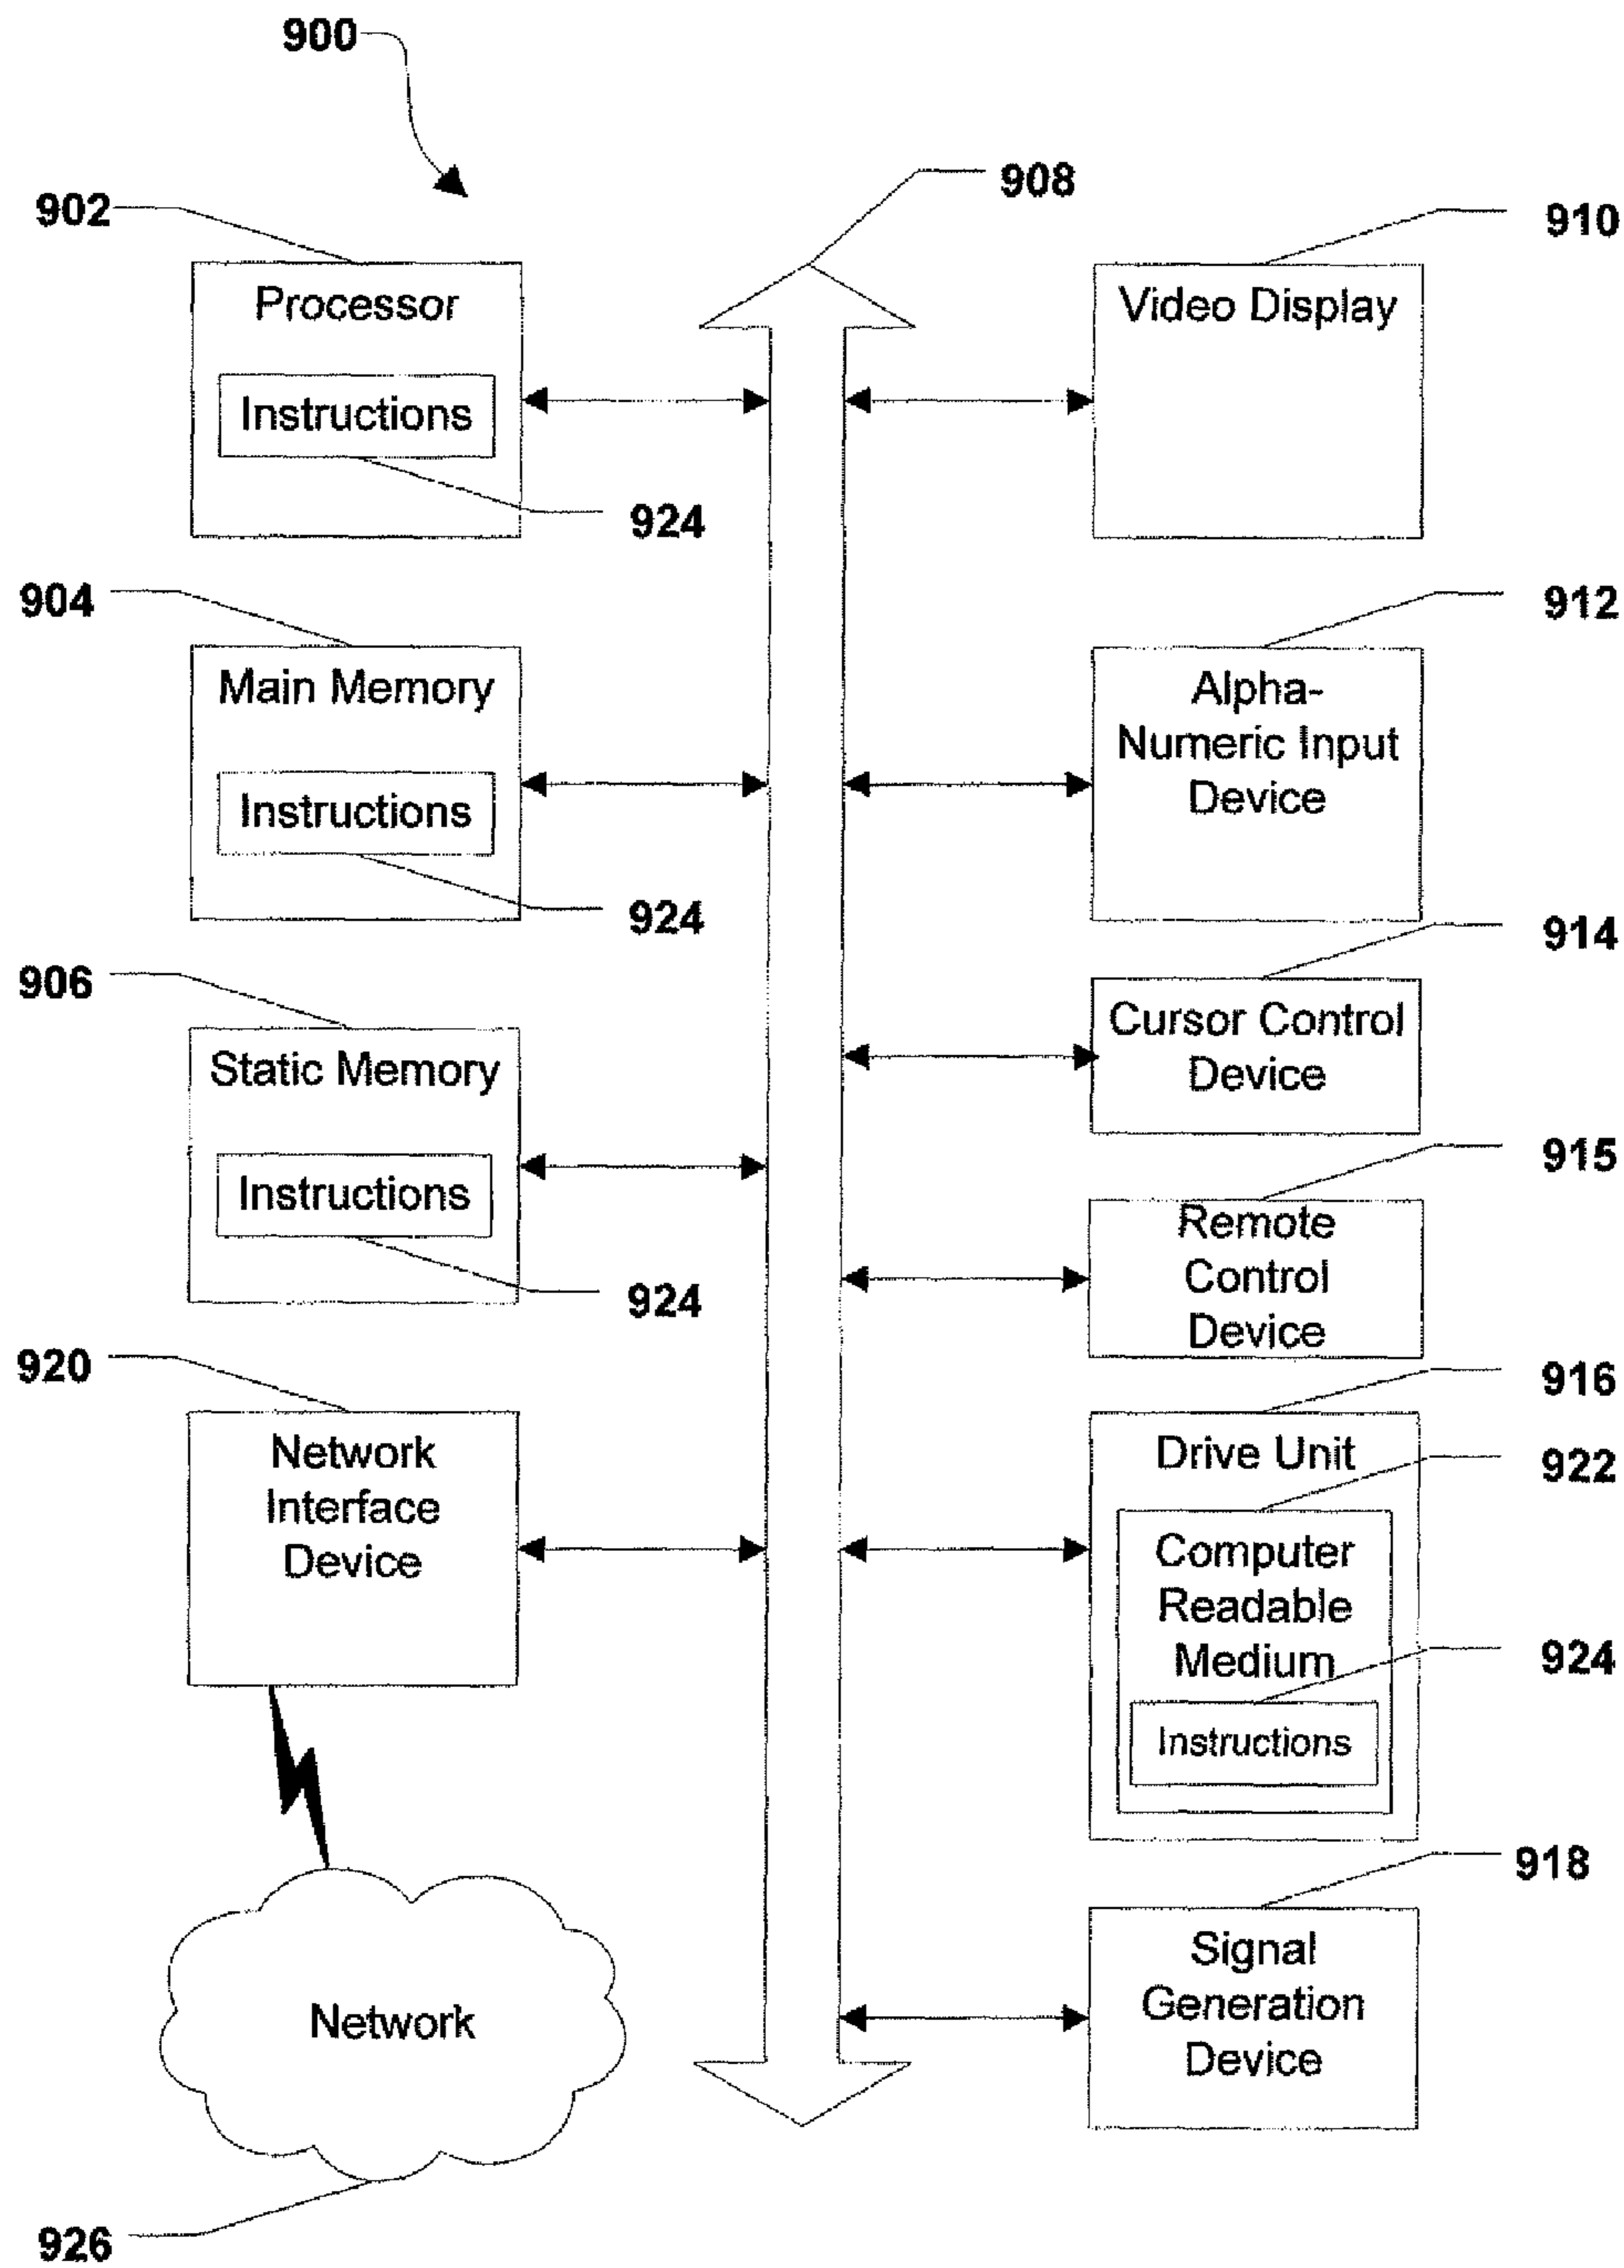 900
908
902
910
Processor
Video Display
Instructions
924
904
912
Main Memory
Alpha-
Numeric Input
Device
Instructions
924
914
906
Cursor Control
Device
Static Memory
915
Instructions
Remote
Control
Device
924
920
916
Network
Interface
Device
Drive Unit
922
Computer
Readable
Medium
924
Instructions
918
Signal
Generation
Device
Network
926